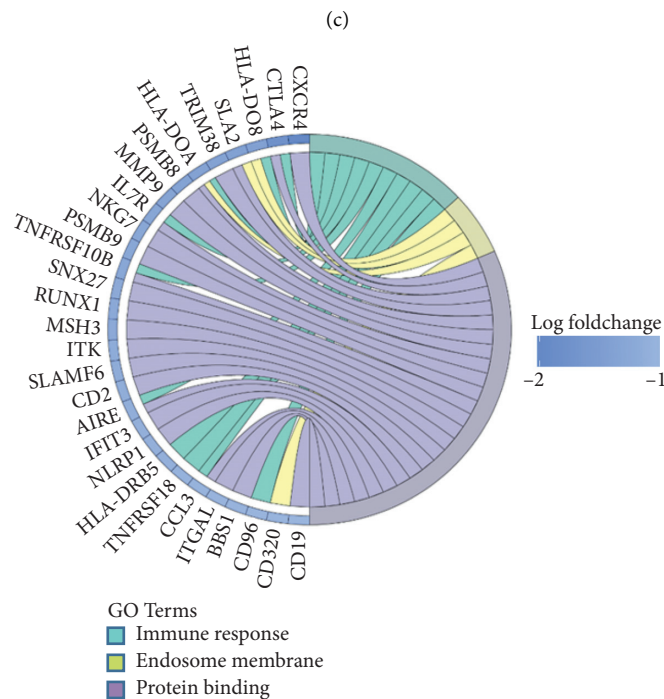 (c)
CXCR4
CTLA4
HLA-DO8
SLA2
TRIM38
HLA-DOA
PSMB8
MMP9
IL7R
NKG7
PSMB9
TNFRSF10B
SNX27
RUNX1
MSH3
ITK
SLAMF6
CD2
AIRE
IFIT3
NLRP1
HLA-DRB5
TNFRSF18
CCL3
ITGAL
BBS1
CD96
CD320
CD19
Log foldchange
−2 −1
GO Terms
Immune response
Endosome membrane
Protein binding